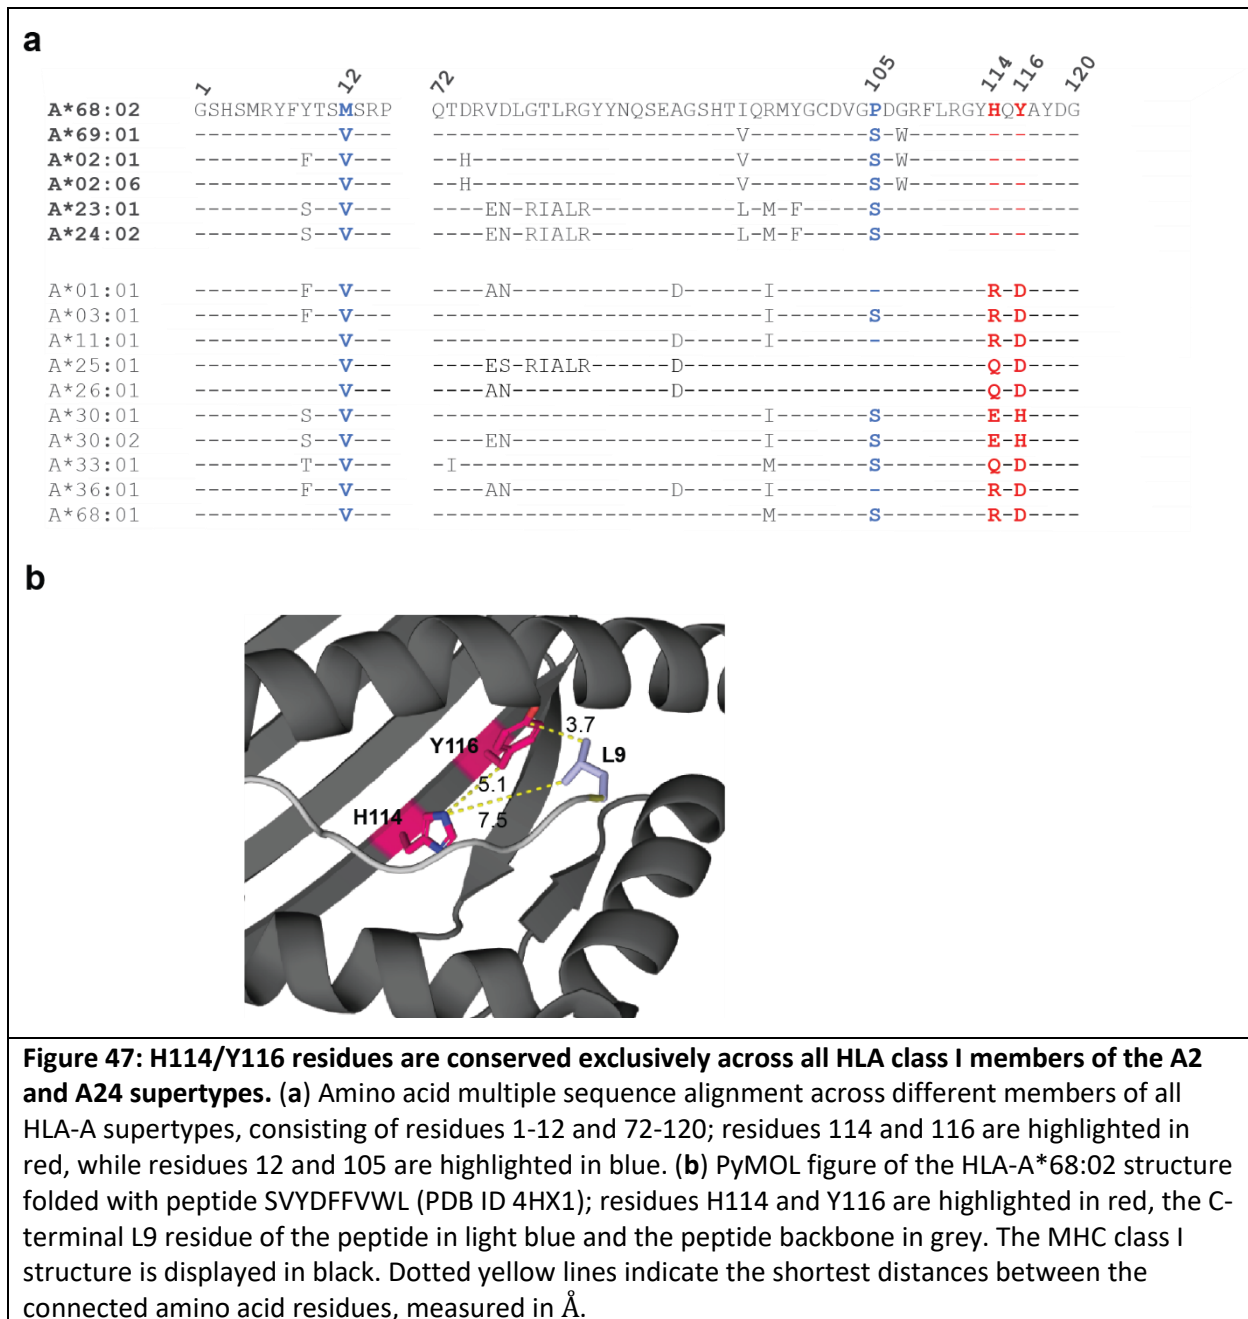 a
1 12 72 105 114 116 120
A*68:02 GSHSMRYFYTSMSRP QTDRVDLGTLRGYYNQSEAGSHTIQRMYGCDVGPDGRFLRGYHQYAYDG
A*69:01 -----------V--- -----------------------V---------S-W-------------
A*02:01 --------F--V--- --H--------------------V---------S-W-------------
A*02:06 -----------V--- --H--------------------V---------S-W-------------
A*23:01 --------S--V--- ----EN-RIALR-----------L-M-F-----S---------------
A*24:02 --------S--V--- ----EN-RIALR-----------L-M-F-----S---------------
A*01:01 --------F--V--- ----AN------------D------I----------------R-D----
A*03:01 --------F--V--- -------------------------I-------S--------R-D----
A*11:01 -----------V--- ------------------D------I----------------R-D----
A*25:01 -----------V--- ----ES-RIALR------D-----------------------Q-D----
A*26:01 -----------V--- ----AN------------D-----------------------Q-D----
A*30:01 --------S--V--- -------------------------I-------S--------E-H----
A*30:02 --------S--V--- ----EN-------------------I-------S--------E-H----
A*33:01 --------T--V--- -I-----------------------M-------S--------Q-D----
A*36:01 --------F--V--- ----AN------------D------I----------------R-D----
A*68:01 -----------V--- -------------------------M-------S--------R-D----
b
3.7
Y116
L9
5.1
H114
7.5
Figure 47: H114/Y116 residues are conserved exclusively across all HLA class I members of the A2
and A24 supertypes. (a) Amino acid multiple sequence alignment across different members of all
HLA-A supertypes, consisting of residues 1-12 and 72-120; residues 114 and 116 are highlighted in
red, while residues 12 and 105 are highlighted in blue. (b) PyMOL figure of the HLA-A*68:02 structure
folded with peptide SVYDFFVWL (PDB ID 4HX1); residues H114 and Y116 are highlighted in red, the C-
terminal L9 residue of the peptide in light blue and the peptide backbone in grey. The MHC class I
structure is displayed in black. Dotted yellow lines indicate the shortest distances between the
connected amino acid residues, measured in Å.